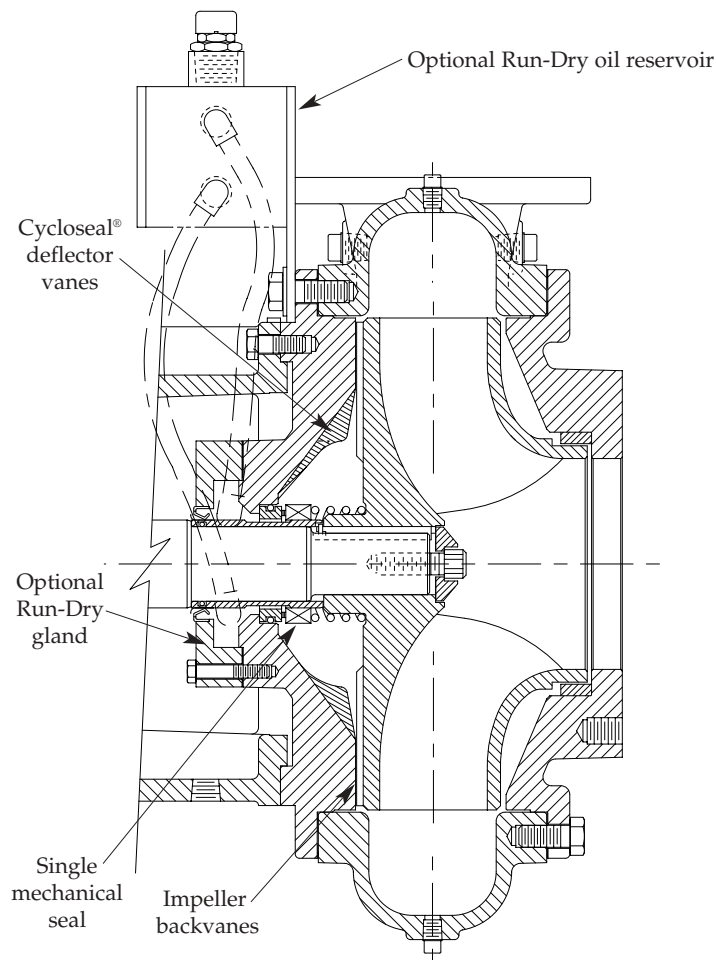 Optional Run-Dry oil reservoir
Cycloseal®
deflector
vanes
Optional
Run-Dry
gland
Single
mechanical
seal
Impeller
backvanes